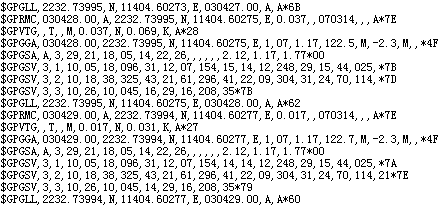 $GPGLL,2232.73995,N,11404.60273,E,030427.00,A,A*6B
$GPRMC,030428.00,A,2232.73995,N,11404.60275,E,0.037,,070314,,,A*7E
$GPVTG,,T,,M,0.037,N,0.069,K,A*28
$GPGGA,030428.00,2232.73995,N,11404.60275,E,1,07,1.17,122.5,M,-2.3,M,,*4F
$GPGSA,A,3,29,21,18,05,14,22,26,,,,,,2.12,1.17,1.77*00
$GPGSV,3,1,10,05,18,096,31,12,07,154,15,14,12,248,29,15,44,025,*7B
$GPGSV,3,2,10,18,38,325,43,21,61,296,41,22,09,304,31,24,70,114,*7D
$GPGSV,3,3,10,26,10,045,16,29,16,208,35*7B
$GPGLL,2232.73995,N,11404.60275,E,030428.00,A,A*62
$GPRMC,030429.00,A,2232.73994,N,11404.60277,E,0.017,,070314,,,A*7E
$GPVTG,,T,,M,0.017,N,0.031,K,A*27
$GPGGA,030429.00,2232.73994,N,11404.60277,E,1,07,1.17,122.7,M,-2.3,M,,*4F
$GPGSA,A,3,29,21,18,05,14,22,26,,,,,,2.12,1.17,1.77*00
$GPGSV,3,1,10,05,18,096,31,12,07,154,14,14,12,248,29,15,44,025,*7A
$GPGSV,3,2,10,18,38,325,43,21,61,296,41,22,09,304,31,24,70,114,21*7E
$GPGSV,3,3,10,26,10,045,14,29,16,208,35*79
$GPGLL,2232.73994,N,11404.60277,E,030429.00,A,A*60